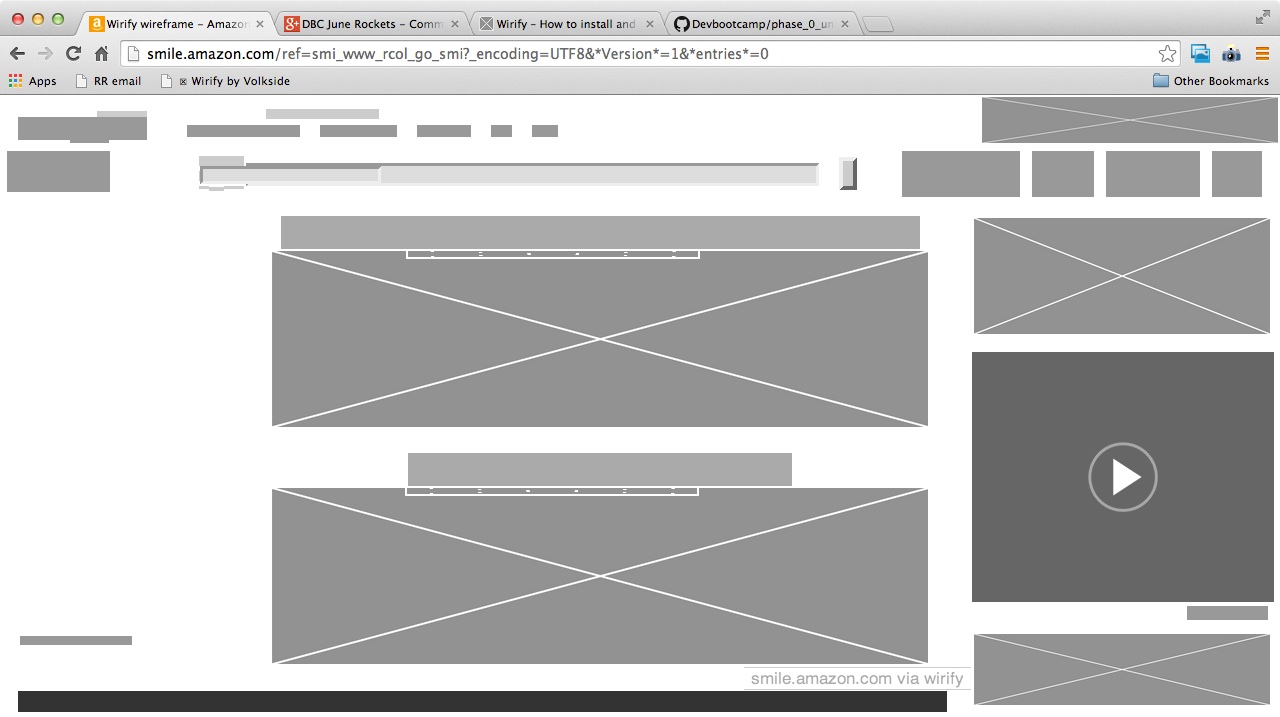 Wirify wireframe – Amazon
DBC June Rockets – Comm
Wirify – How to install and
Devbootcamp/phase_0_un
smile.amazon.com/ref=smi_www_rcol_go_smi?_encoding=UTF8&*Version*=1&*entries*=0
Apps
RR email
Wirify by Volkside
Other Bookmarks
smile.amazon.com via wirify